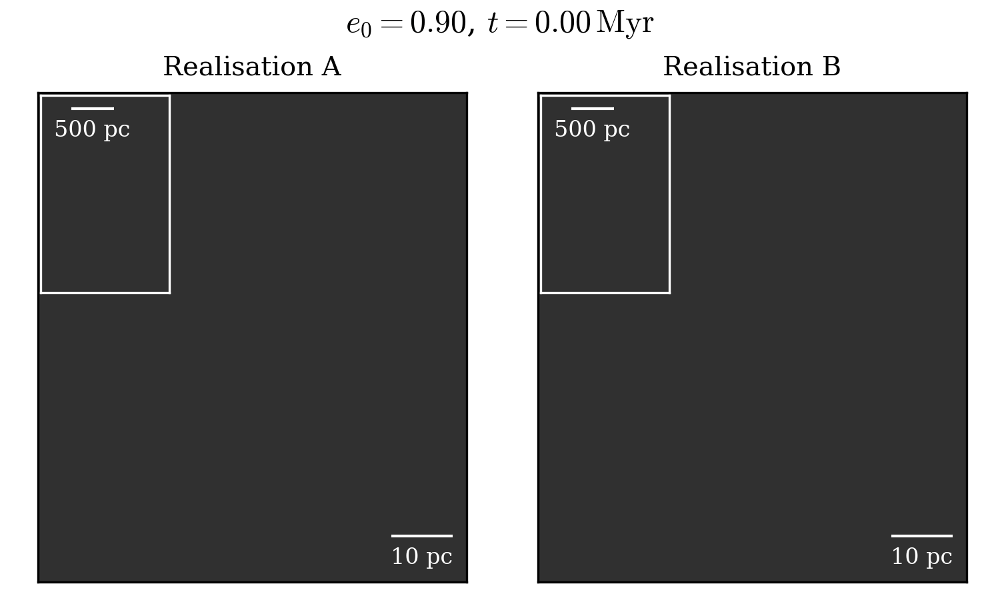 e₀ = 0.90, t = 0.00 Myr
Realisation A
500 pc
10 pc
Realisation B
500 pc
10 pc